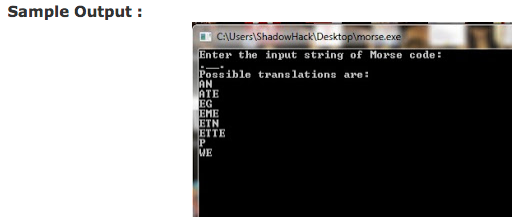 Sample Output :
C:\Users\ShadowHack\Desktop\morse.exe
Enter the input string of Morse code:
.__.
Possible translations are:
AN
ATE
EG
EME
ETN
ETTE
P
WE